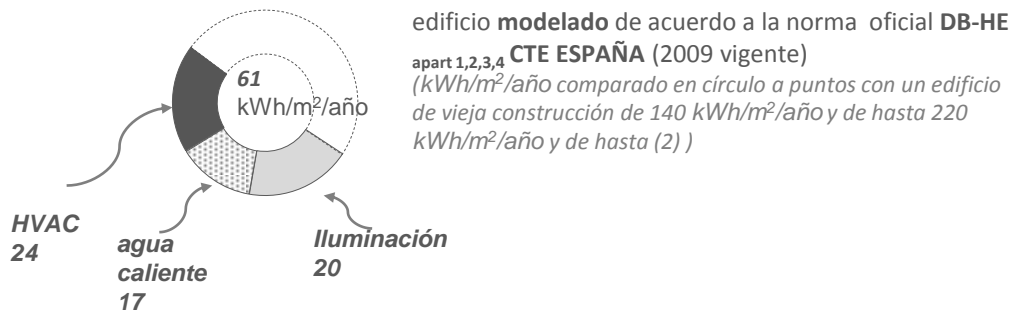 edificio modelado de acuerdo a la norma oficial DB-HE
apart 1,2,3,4 CTE ESPAÑA (2009 vigente)
(kWh/m²/año comparado en círculo a puntos con un edificio
de vieja construcción de 140 kWh/m²/año y de hasta 220
kWh/m²/año y de hasta (2) )
61
kWh/m²/año
HVAC
24
agua
caliente
17
Iluminación
20